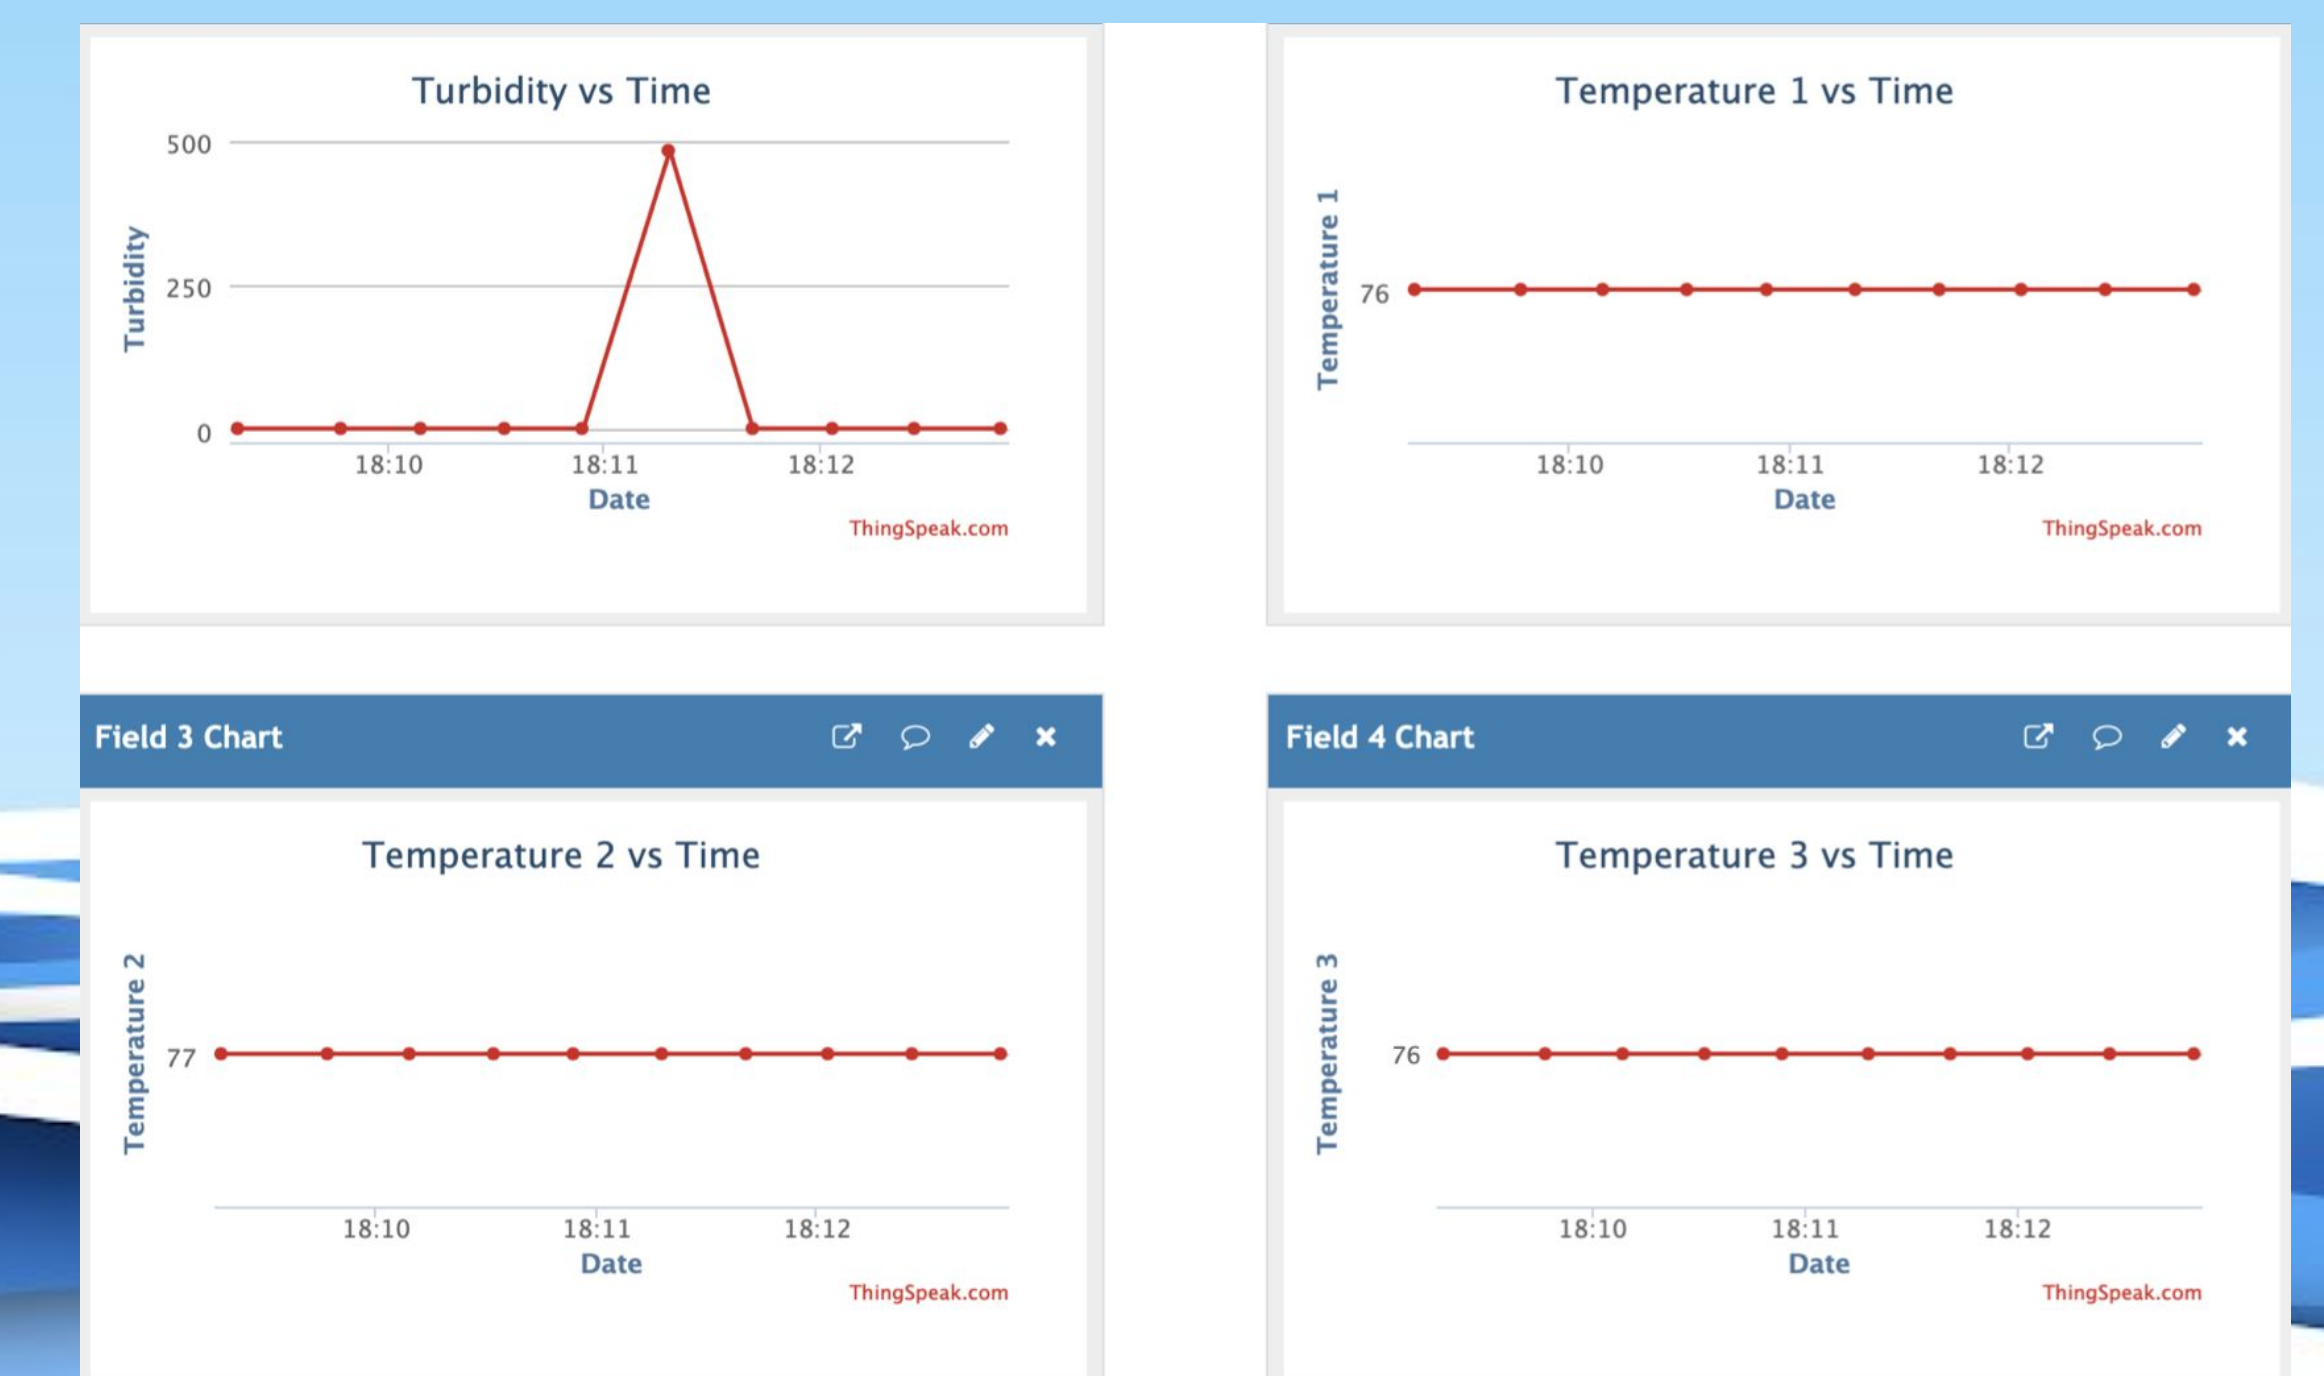 Turbidity vs Time
Turbidity
500
250
0
18:10 18:11 18:12
Date
ThingSpeak.com
Temperature 1 vs Time
Temperature 1
76
18:10 18:11 18:12
Date
ThingSpeak.com
Field 3 Chart
Temperature 2 vs Time
Temperature 2
77
18:10 18:11 18:12
Date
ThingSpeak.com
Field 4 Chart
Temperature 3 vs Time
Temperature 3
76
18:10 18:11 18:12
Date
ThingSpeak.com